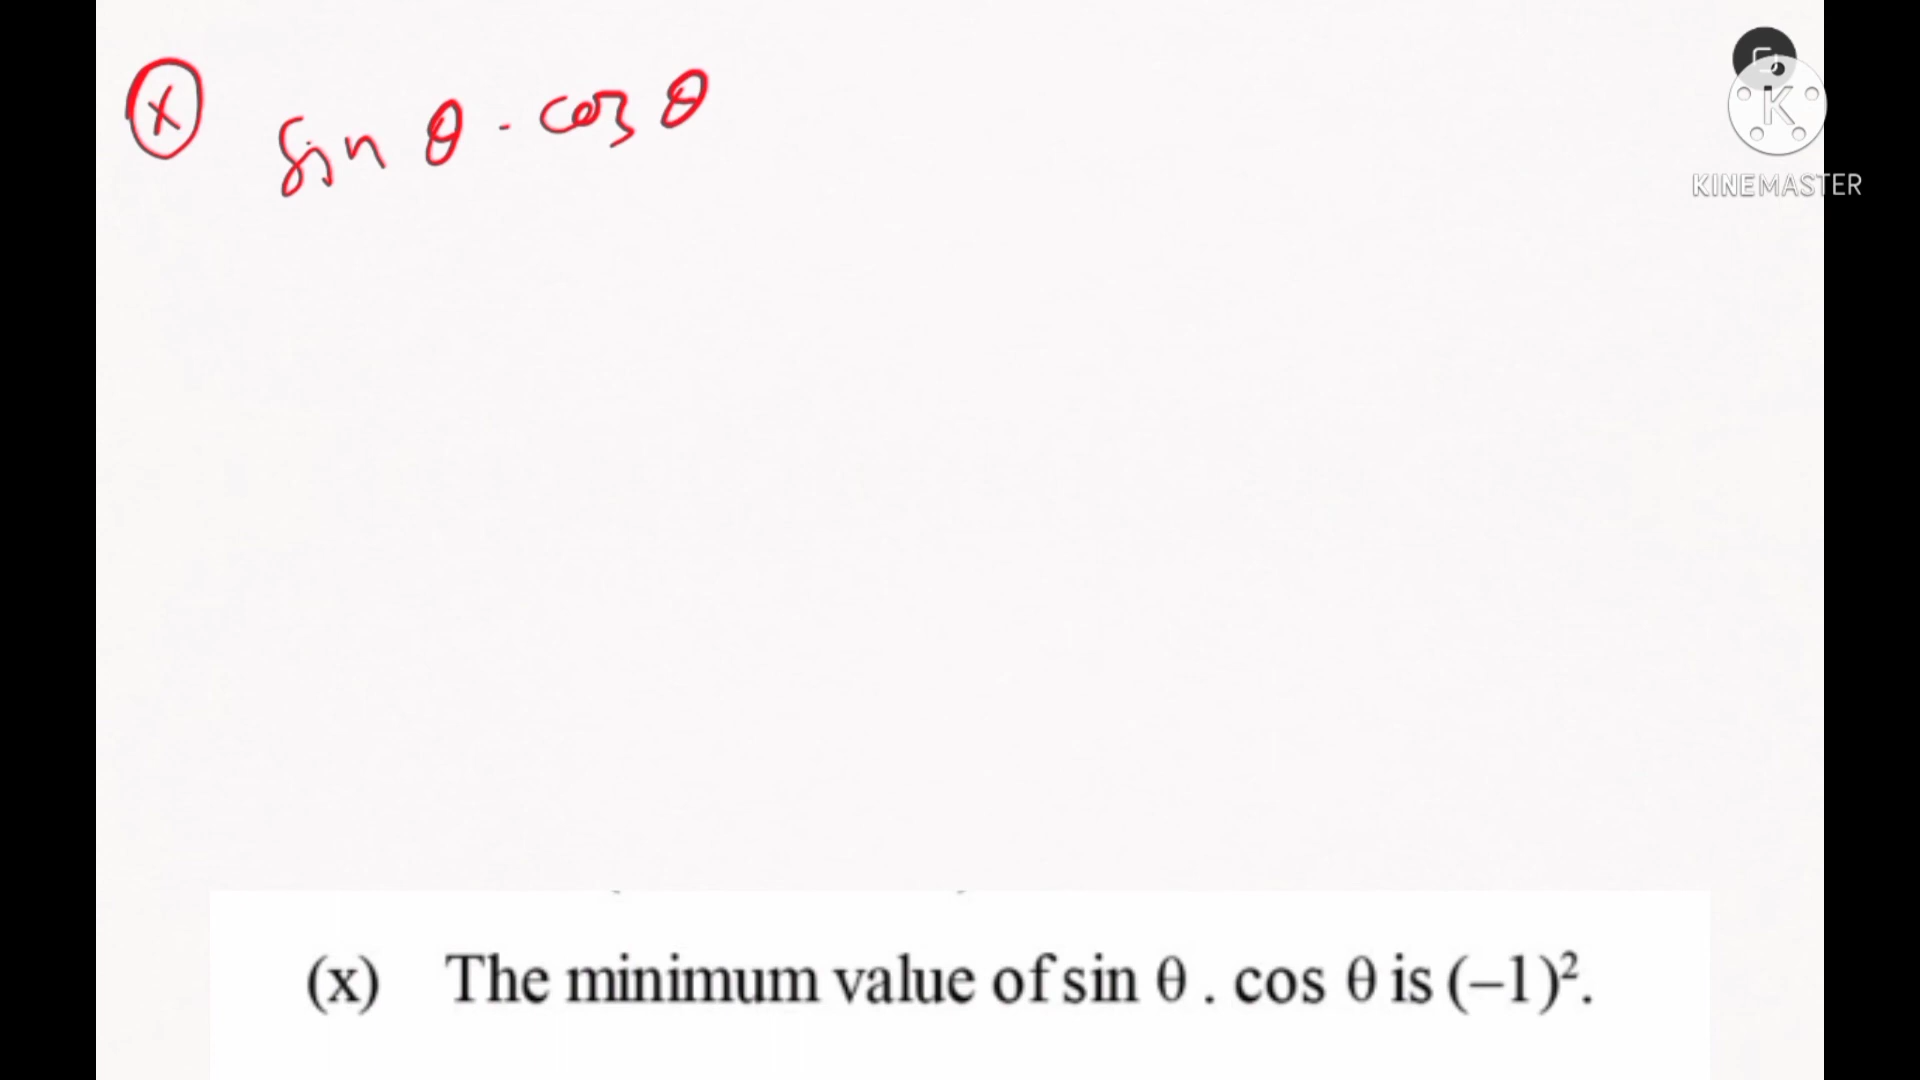 (x) sin θ . cos θ
K
KINEMASTER
(x) The minimum value of sin θ . cos θ is (–1)².